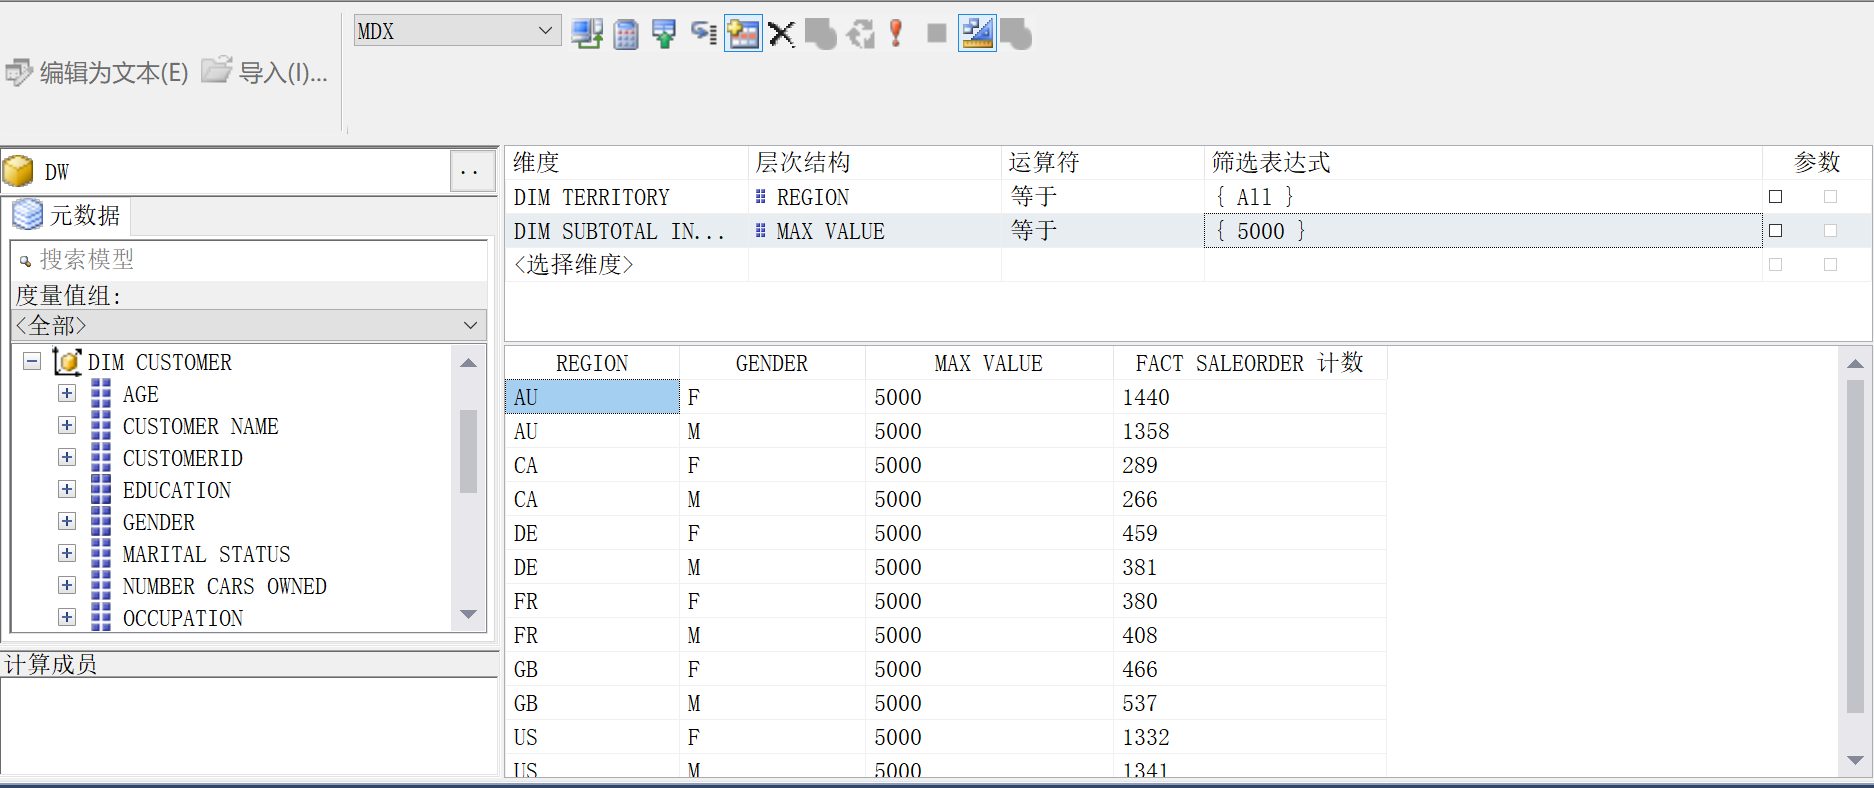 MDX
编辑为文本(E) 导入(I)...
DW
..
元数据
搜索模型
度量值组:
<全部>
DIM CUSTOMER
AGE
CUSTOMER NAME
CUSTOMERID
EDUCATION
GENDER
MARITAL STATUS
NUMBER CARS OWNED
OCCUPATION
计算成员
维度 层次结构 运算符 筛选表达式 参数
DIM TERRITORY REGION 等于 { All }
DIM SUBTOTAL IN... MAX VALUE 等于 { 5000 }
<选择维度>
REGION GENDER MAX VALUE FACT SALEORDER 计数
AU F 5000 1440
AU M 5000 1358
CA F 5000 289
CA M 5000 266
DE F 5000 459
DE M 5000 381
FR F 5000 380
FR M 5000 408
GB F 5000 466
GB M 5000 537
US F 5000 1332
US M 5000 1341